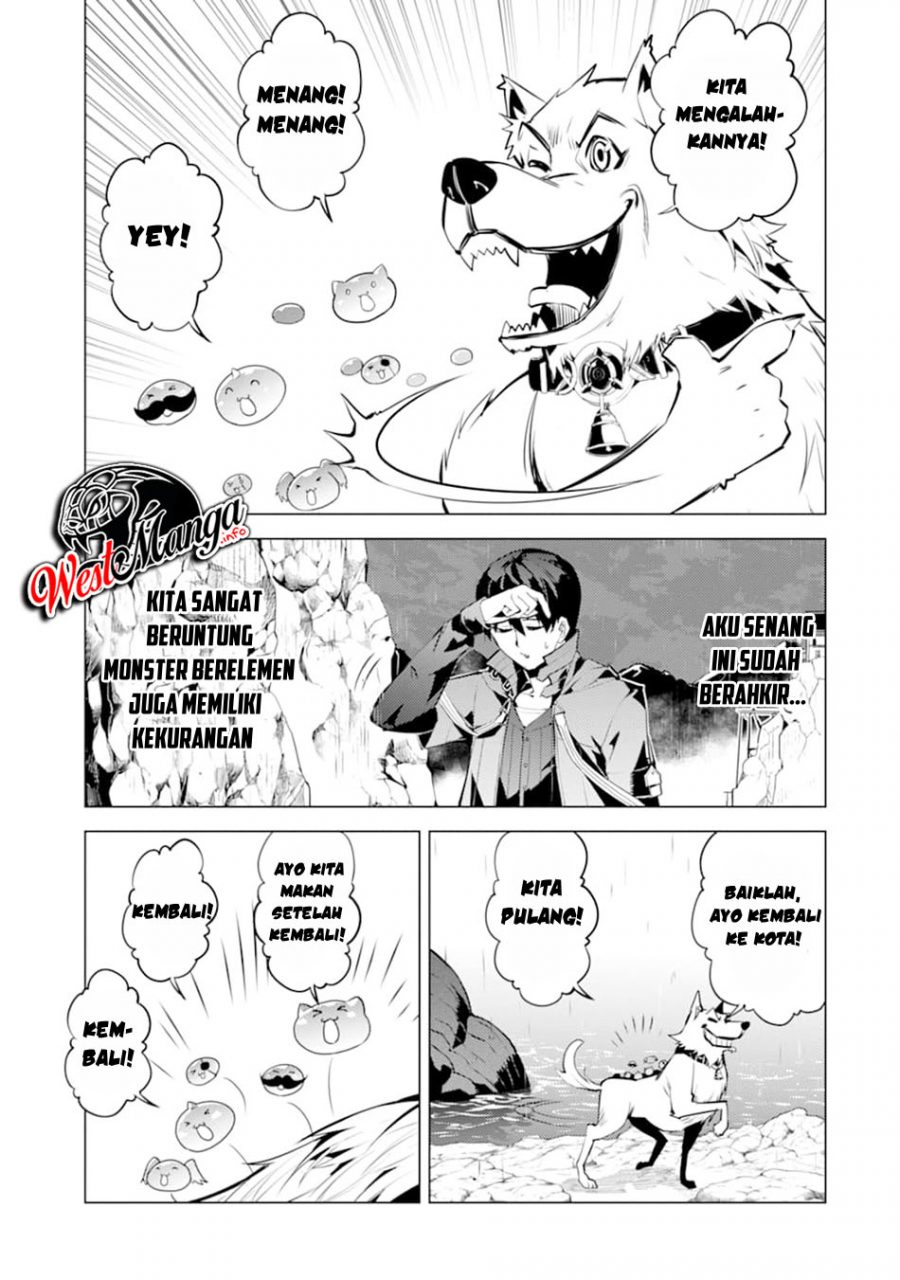 KITA
MENGALAH-
KANNYA!
MENANG!
MENANG!
YEY!
WestManga
.info
AKU SENANG
INI SUDAH
BERAHKIR...
KITA SANGAT
BERUNTUNG
MONSTER BERELEMEN
JUGA MEMILIKI
KEKURANGAN
BAIKLAH,
AYO KEMBALI
KE KOTA!
KITA
PULANG!
AYO KITA
MAKAN
SETELAH
KEMBALI!
KEMBALI!
KEM-
BALI!